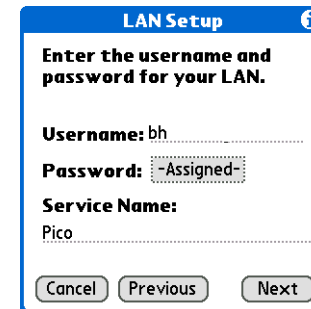 LAN Setup
Enter the username and
password for your LAN.
Username: bh
Password: -Assigned-
Service Name:
Pico
Cancel Previous Next